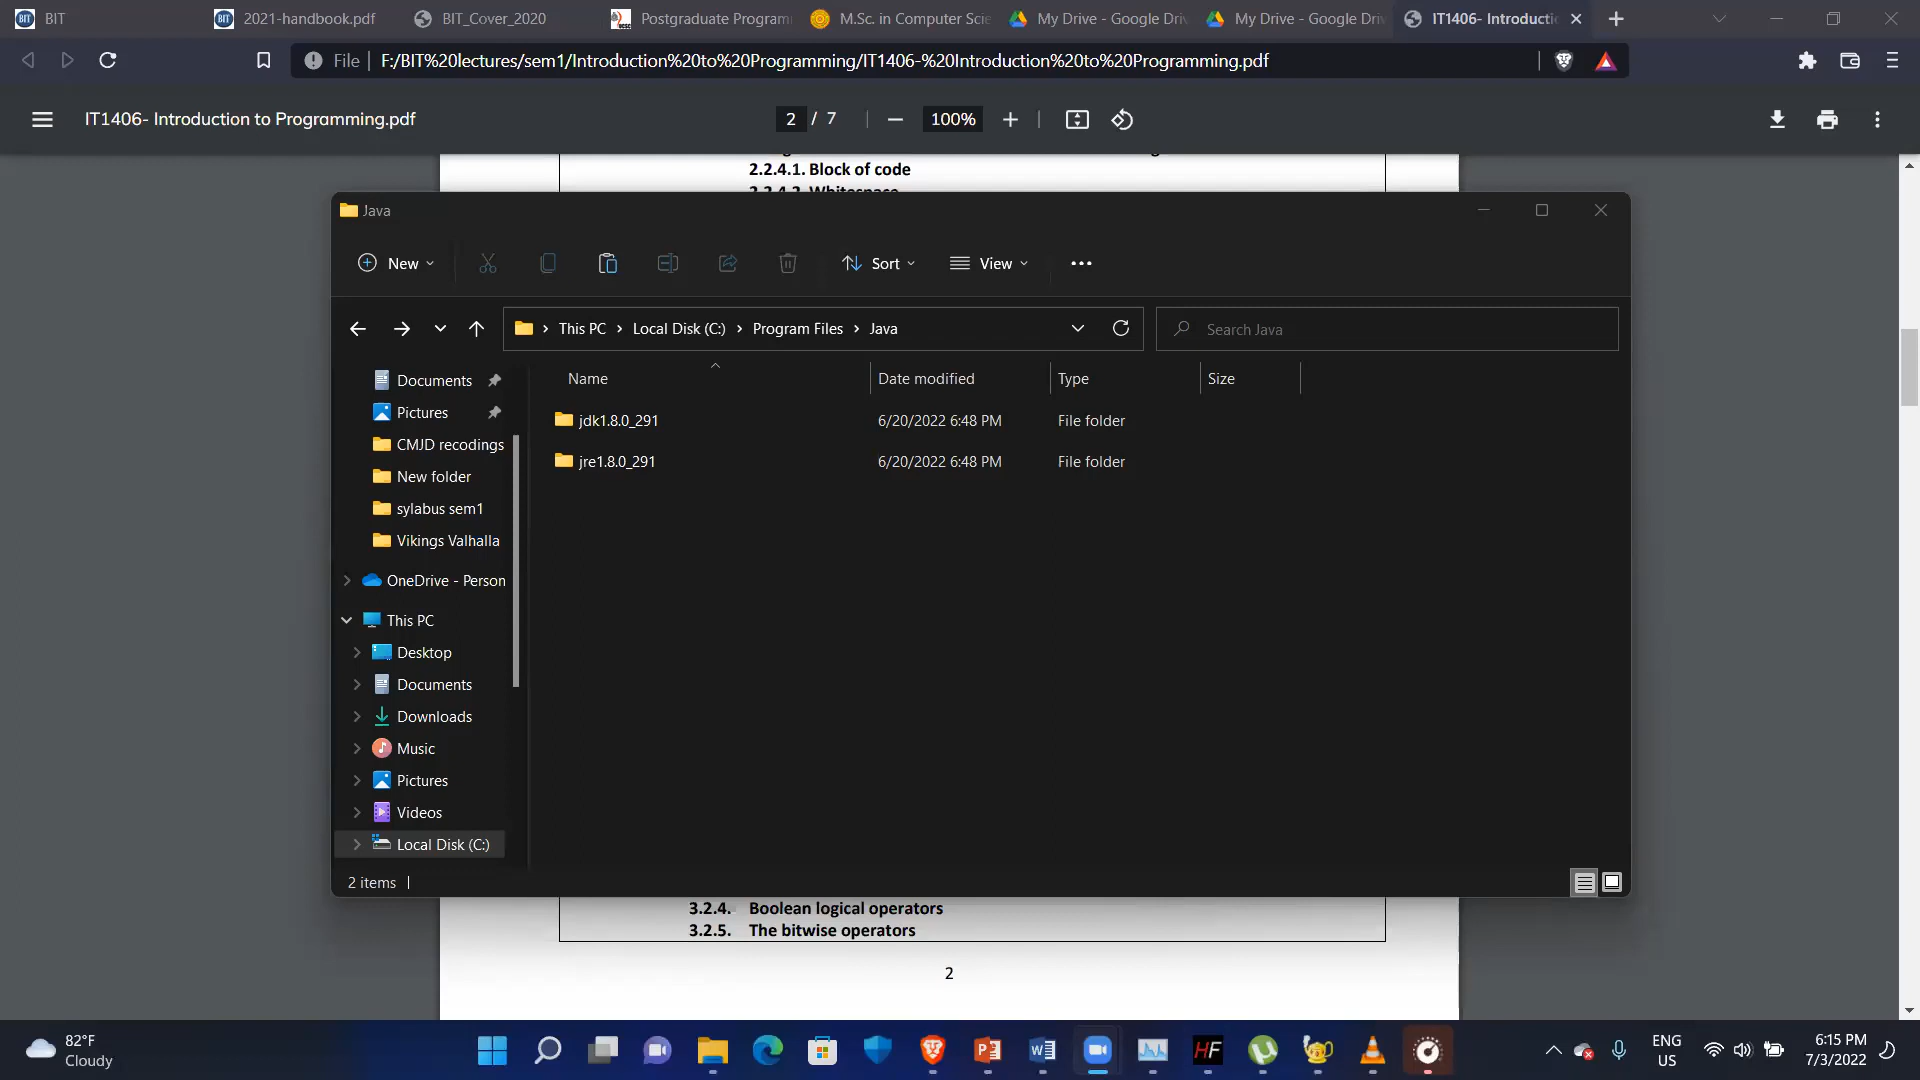 BIT
2021-handbook.pdf
BIT_Cover_2020
Postgraduate Program
M.Sc. in Computer Scie
My Drive - Google Driv
My Drive - Google Driv
IT1406- Introducti
File
F:/BIT%20lectures/sem1/Introduction%20to%20Programming/IT1406-%20Introduction%20to%20Programming.pdf
IT1406- Introduction to Programming.pdf
2 / 7
100%
2.2.4.1. Block of code
2.2.4.2. Whitespace
Java
New
Sort
View
This PC
Local Disk (C:)
Program Files
Java
Search Java
Name
Date modified
Type
Size
jdk1.8.0_291
6/20/2022 6:48 PM
File folder
jre1.8.0_291
6/20/2022 6:48 PM
File folder
Documents
Pictures
CMJD recodings
New folder
sylabus sem1
Vikings Valhalla
OneDrive - Person
This PC
Desktop
Documents
Downloads
Music
Pictures
Videos
Local Disk (C:)
2 items
3.2.4. Boolean logical operators
3.2.5. The bitwise operators
2
82°F
Cloudy
HF
ENG
US
6:15 PM
7/3/2022